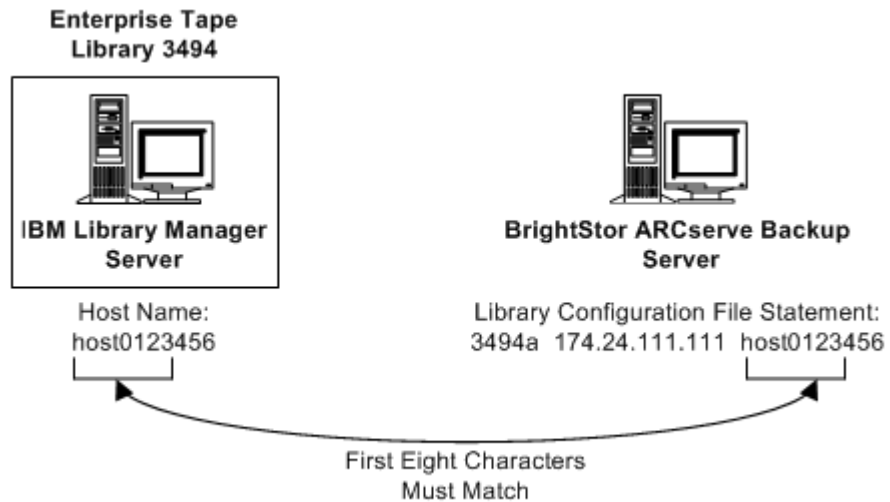 Enterprise Tape
Library 3494
IBM Library Manager
Server
Host Name:
host0123456
BrightStor ARCserve Backup
Server
Library Configuration File Statement:
3494a 174.24.111.111 host0123456
First Eight Characters
Must Match